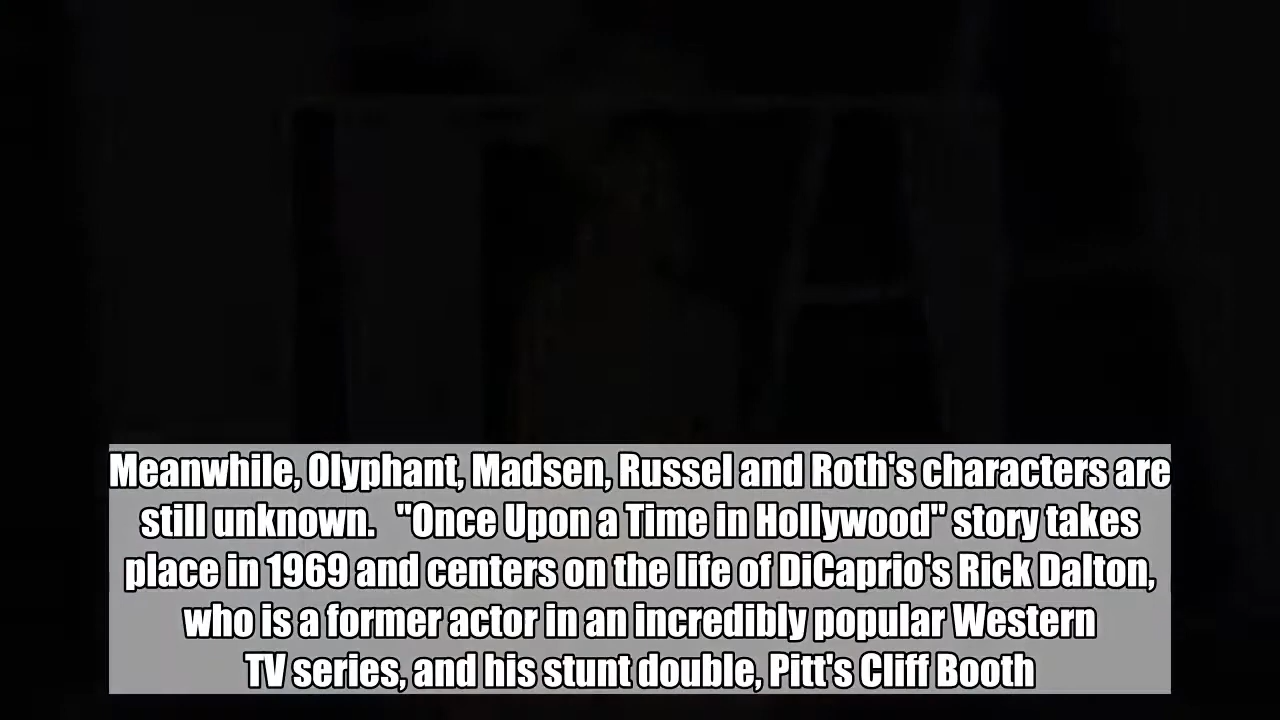 Meanwhile, Olyphant, Madsen, Russel and Roth's characters are
still unknown.   "Once Upon a Time in Hollywood" story takes
place in 1969 and centers on the life of DiCaprio's Rick Dalton,
who is a former actor in an incredibly popular Western
TV series, and his stunt double, Pitt's Cliff Booth